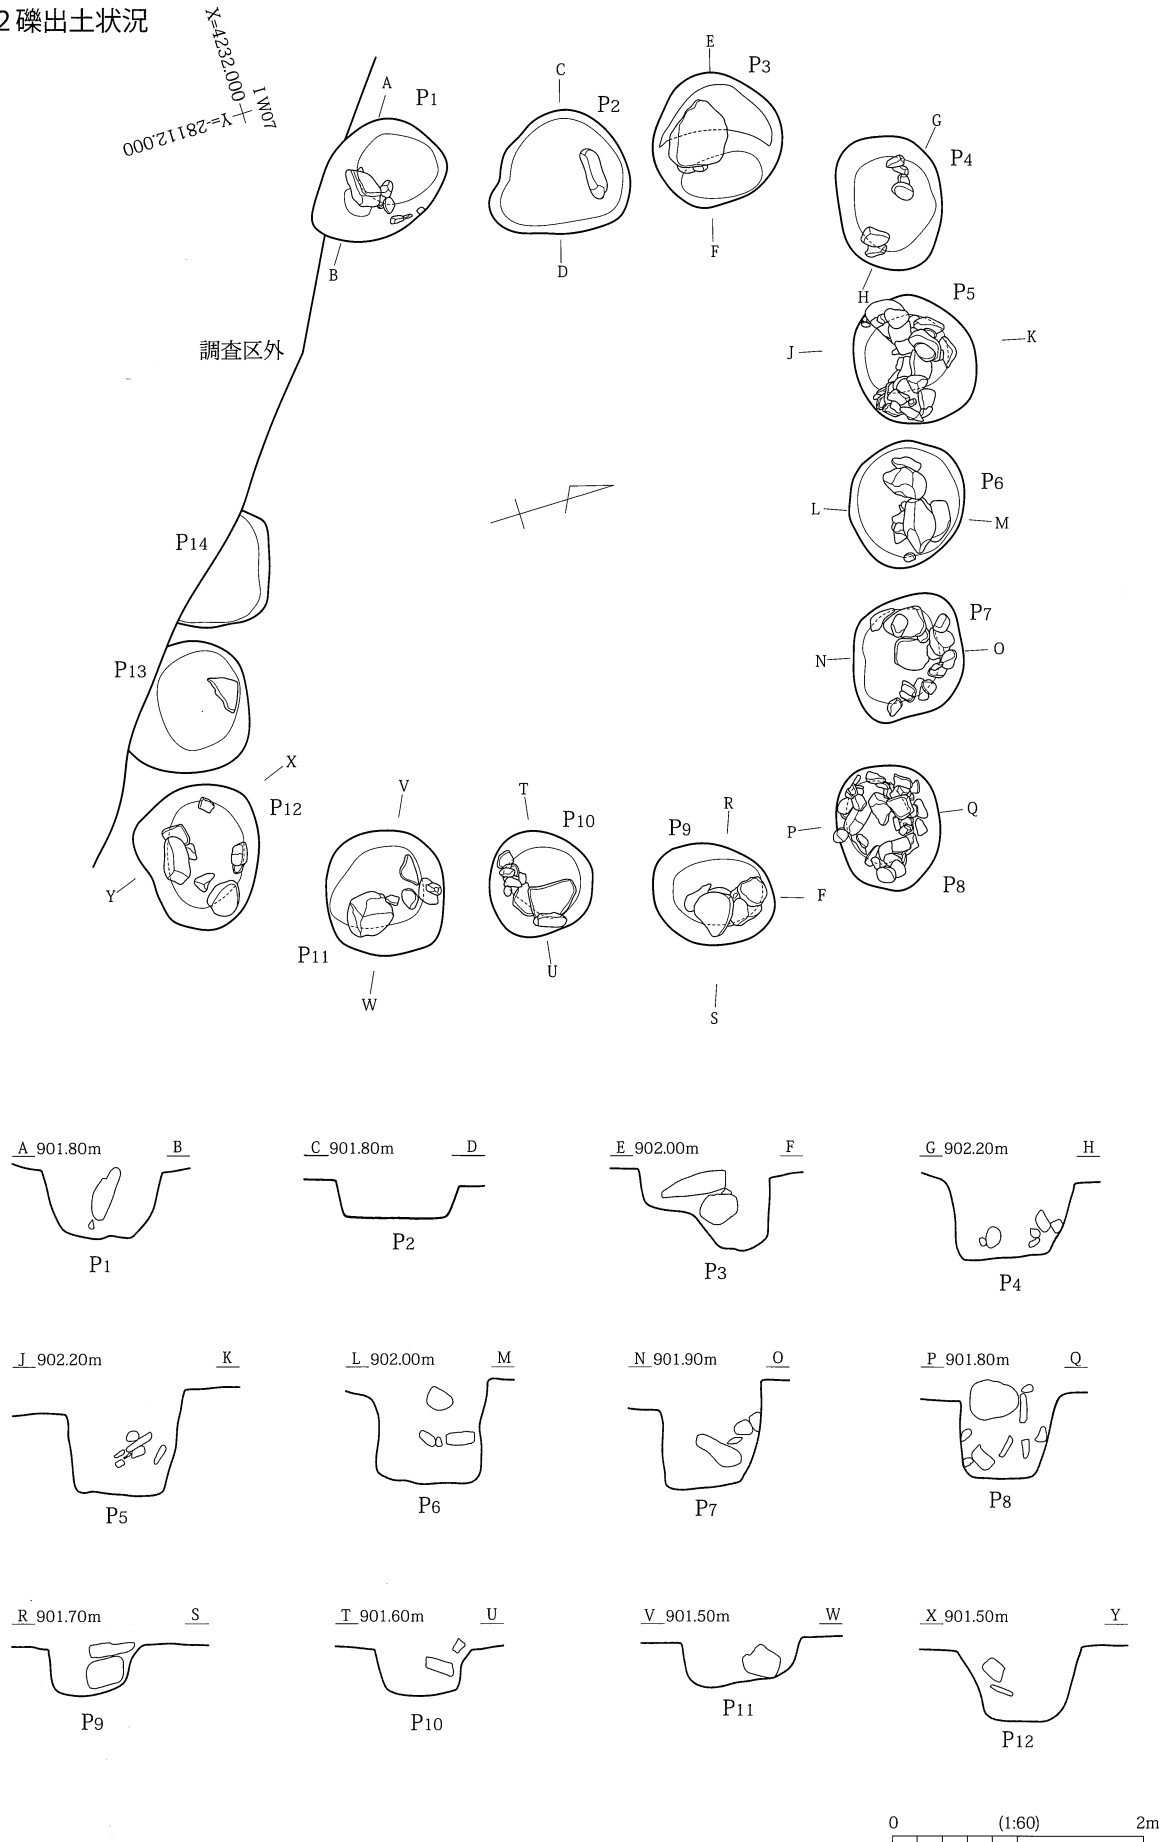 2 礫出土状況
X=4232.000
I W07
Y=-28112.000
A
P1
B
C
P2
D
E
P3
F
G
P4
H
P5
J
K
調査区外
P6
L
M
P14
P7
N
O
P13
X
P12
Y
V
P11
W
T
P10
U
R
P9
F
S
P
Q
P8
A 901.80m B
P1
C 901.80m D
P2
E 902.00m F
P3
G 902.20m H
P4
J 902.20m K
P5
L 902.00m M
P6
N 901.90m O
P7
P 901.80m Q
P8
R 901.70m S
P9
T 901.60m U
P10
V 901.50m W
P11
X 901.50m Y
P12
0 (1:60) 2m